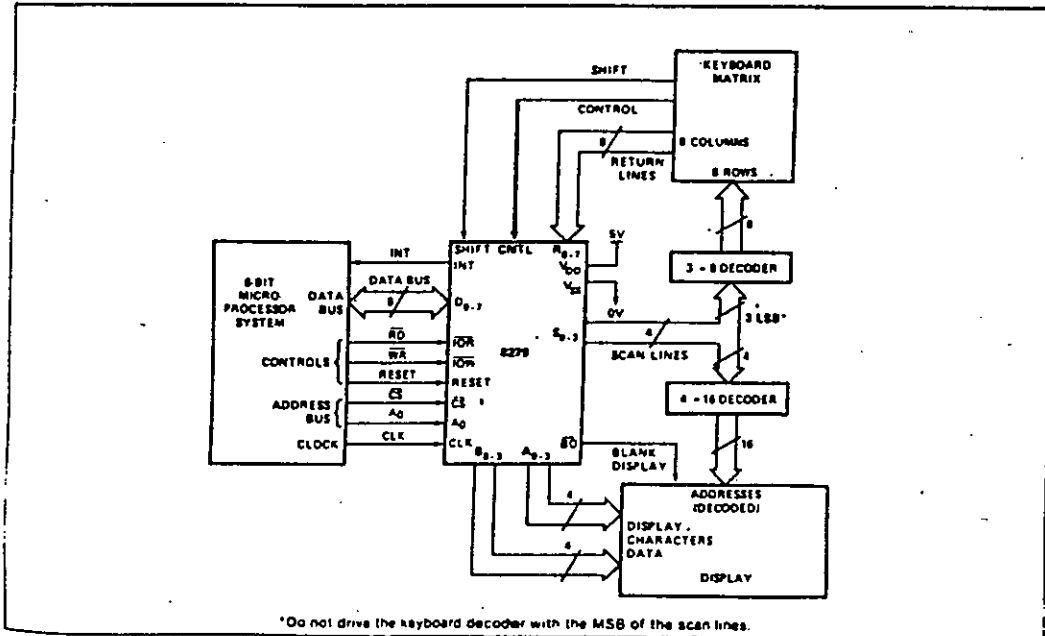 KEYBOARD
MATRIX
SHIFT
CONTROL
8
8 COLUMNS
RETURN
LINES
8 ROWS
8
5V
3 - 8 DECODER
INT
SHIFT CNTL R0-7
INT
VDD
VSS
0V
8-BIT
MICRO-
PROCESSOR
SYSTEM
DATA
BUS
DATA BUS
8
D0-7
3 LSB*
S0-3
4
SCAN LINES
4
CONTROLS
RD
IOR
8279
WR
IOW
RESET
RESET
4 - 16 DECODER
ADDRESS
BUS
CS
CS
A0
A0
16
CLOCK
CLK
CLK
B0-3
A0-3
BD
BLANK
DISPLAY
ADDRESSES
(DECODED)
4
DISPLAY
CHARACTERS
DATA
4
DISPLAY
*Do not drive the keyboard decoder with the MSB of the scan lines.